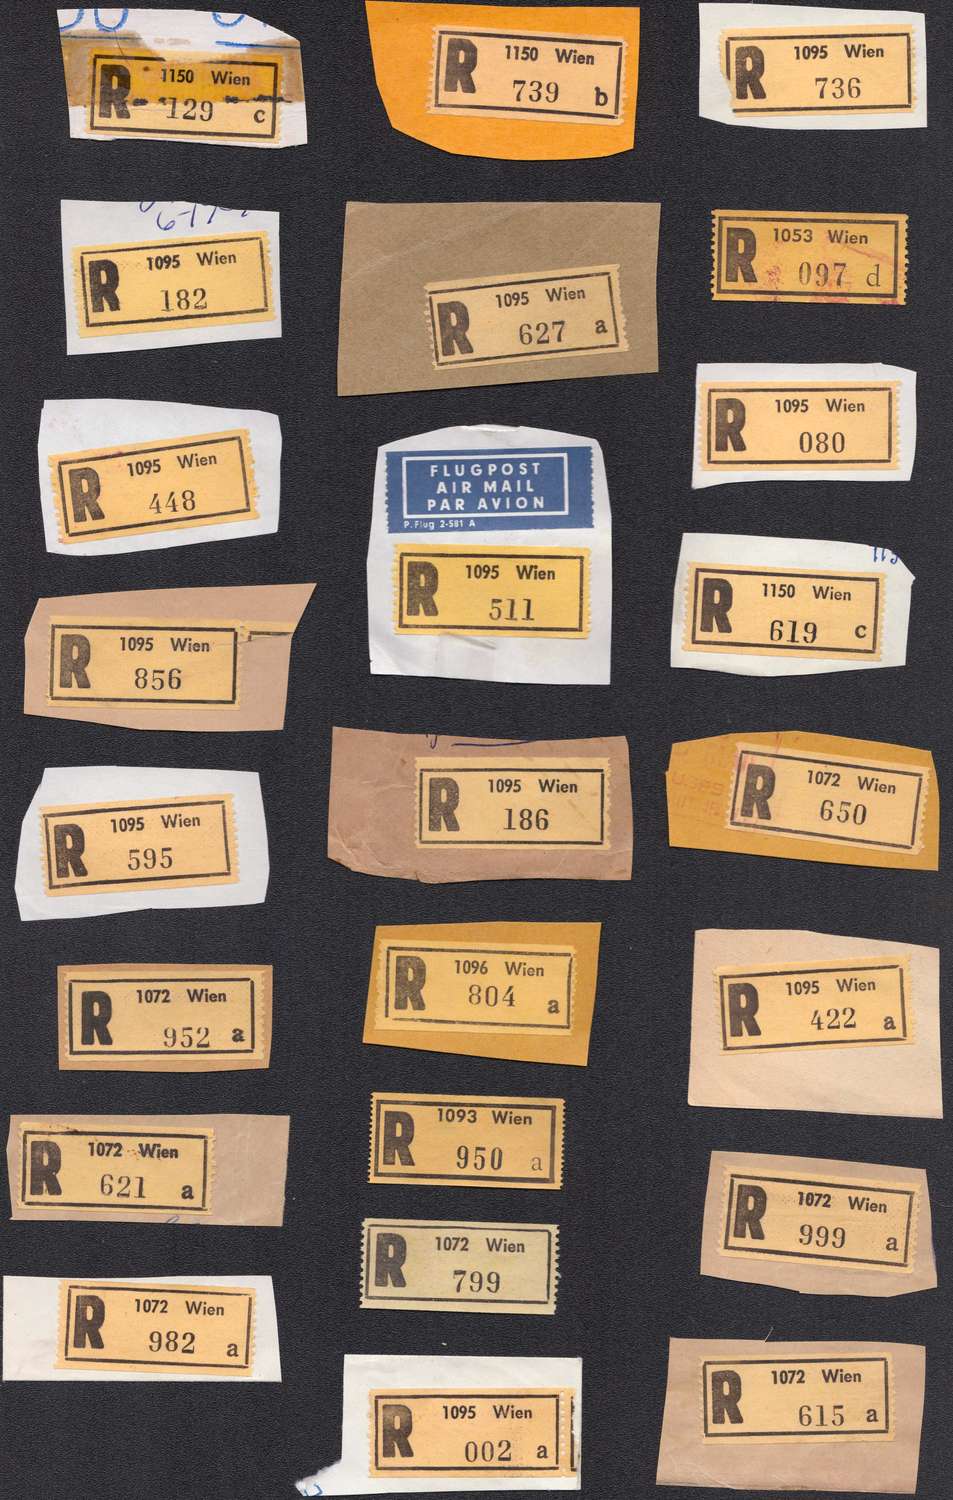 R 1150 Wien
129 c
R 1150 Wien
739 b
R 1095 Wien
736
R 1095 Wien
182
R 1095 Wien
627 a
R 1053 Wien
097 d
R 1095 Wien
080
R 1095 Wien
448
FLUGPOST
AIR MAIL
PAR AVION
P. Flug 2-581 A
R 1095 Wien
511
R 1150 Wien
619 c
R 1095 Wien
856
R 1095 Wien
186
R 1072 Wien
650
R 1095 Wien
595
R 1096 Wien
804 a
R 1095 Wien
422 a
R 1072 Wien
952 a
R 1093 Wien
950 a
R 1072 Wien
621 a
R 1072 Wien
999 a
R 1072 Wien
799
R 1072 Wien
982 a
R 1072 Wien
615 a
R 1095 Wien
002 a